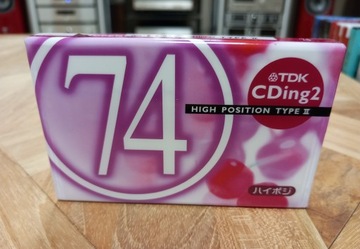 74
TDK
CDing2
HIGH POSITION TYPE II
ハイポジ